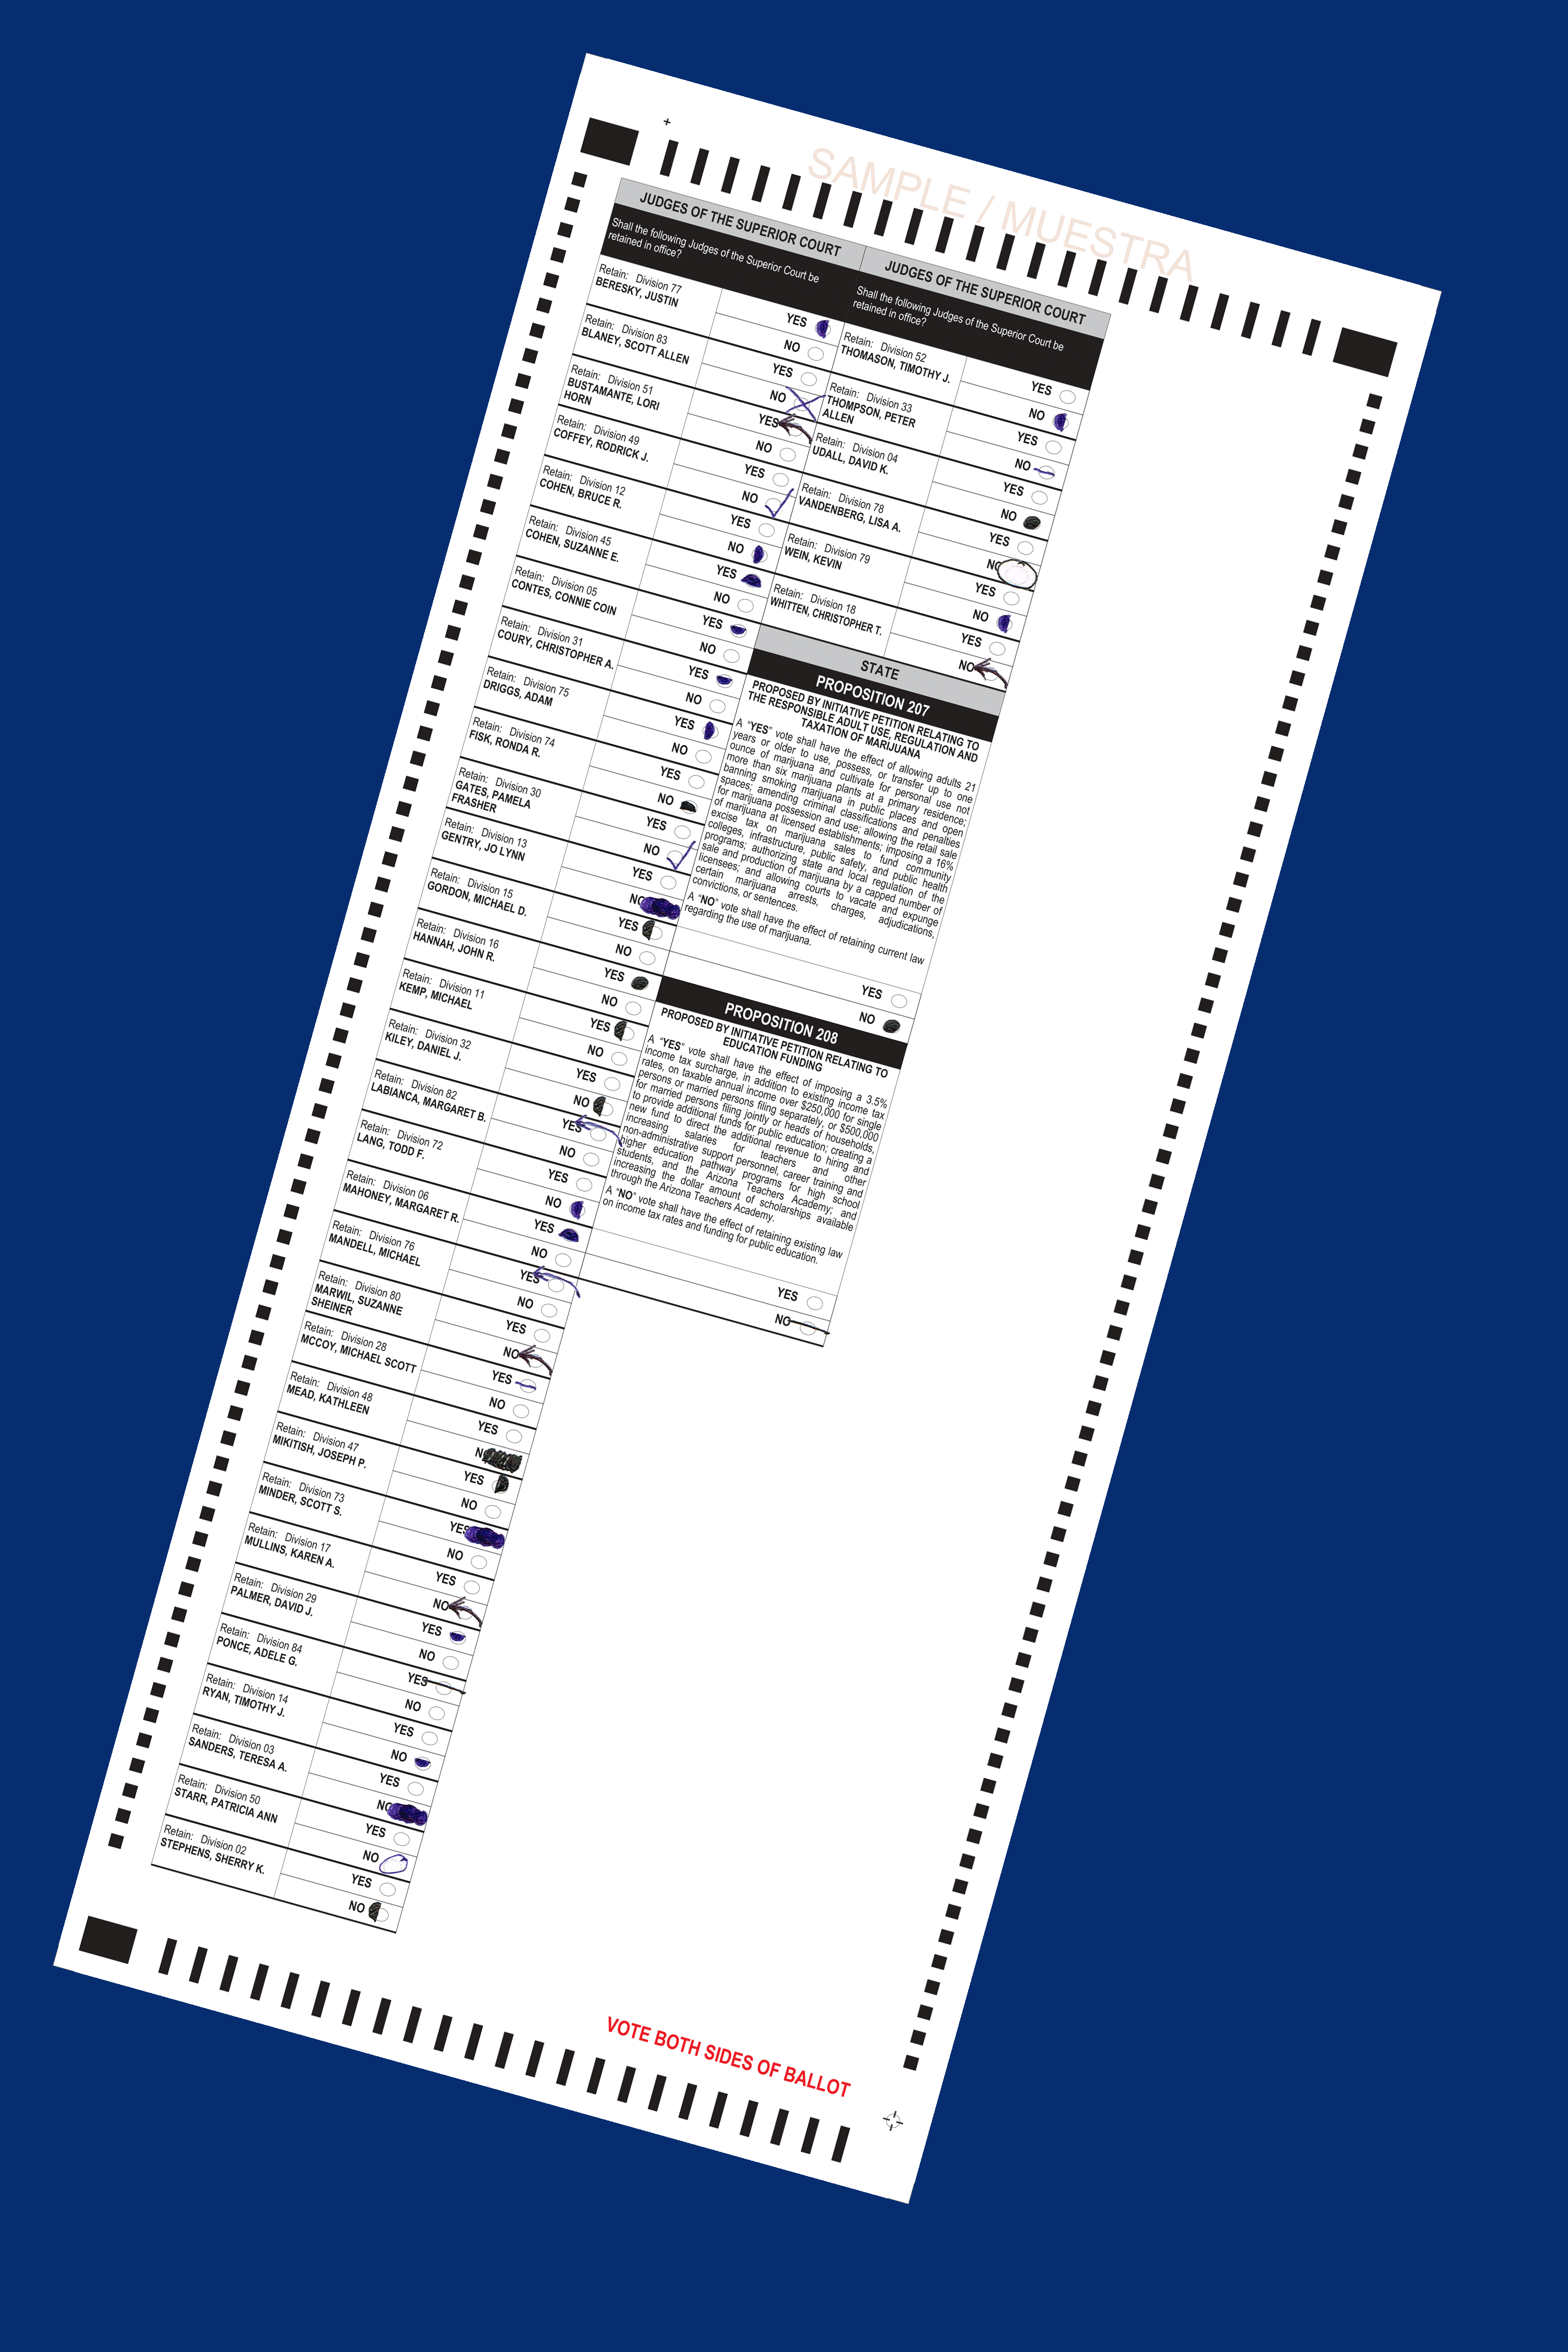 SAMPLE / MUESTRA
JUDGES OF THE SUPERIOR COURT
Shall the following Judges of the Superior Court be
retained in office?
Retain: Division 77
BERESKY, JUSTIN
YES
NO
Retain: Division 83
BLANEY, SCOTT ALLEN
YES
NO
Retain: Division 51
BUSTAMANTE, LORI
HORN
YES
NO
Retain: Division 49
COFFEY, RODRICK J.
YES
NO
Retain: Division 12
COHEN, BRUCE R.
YES
NO
Retain: Division 45
COHEN, SUZANNE E.
YES
NO
Retain: Division 05
CONTES, CONNIE COIN
YES
NO
Retain: Division 31
COURY, CHRISTOPHER A.
YES
NO
Retain: Division 75
DRIGGS, ADAM
YES
NO
Retain: Division 74
FISK, RONDA R.
YES
NO
Retain: Division 30
GATES, PAMELA
FRASHER
YES
NO
Retain: Division 13
GENTRY, JO LYNN
YES
NO
Retain: Division 15
GORDON, MICHAEL D.
YES
NO
Retain: Division 16
HANNAH, JOHN R.
YES
NO
Retain: Division 11
KEMP, MICHAEL
YES
NO
Retain: Division 32
KILEY, DANIEL J.
YES
NO
Retain: Division 82
LABIANCA, MARGARET B.
YES
NO
Retain: Division 72
LANG, TODD F.
YES
NO
Retain: Division 06
MAHONEY, MARGARET R.
YES
NO
Retain: Division 76
MANDELL, MICHAEL
YES
NO
Retain: Division 80
MARWIL, SUZANNE
SHEINER
YES
NO
Retain: Division 28
MCCOY, MICHAEL SCOTT
YES
NO
Retain: Division 48
MEAD, KATHLEEN
YES
NO
Retain: Division 47
MIKITISH, JOSEPH P.
YES
NO
Retain: Division 73
MINDER, SCOTT S.
YES
NO
Retain: Division 17
MULLINS, KAREN A.
YES
NO
Retain: Division 29
PALMER, DAVID J.
YES
NO
Retain: Division 84
PONCE, ADELE G.
YES
NO
Retain: Division 14
RYAN, TIMOTHY J.
YES
NO
Retain: Division 03
SANDERS, TERESA A.
YES
NO
Retain: Division 50
STARR, PATRICIA ANN
YES
NO
Retain: Division 02
STEPHENS, SHERRY K.
YES
NO
JUDGES OF THE SUPERIOR COURT
Shall the following Judges of the Superior Court be
retained in office?
Retain: Division 52
THOMASON, TIMOTHY J.
YES
NO
Retain: Division 33
THOMPSON, PETER
ALLEN
YES
NO
Retain: Division 04
UDALL, DAVID K.
YES
NO
Retain: Division 78
VANDENBERG, LISA A.
YES
NO
Retain: Division 79
WEIN, KEVIN
YES
NO
Retain: Division 18
WHITTEN, CHRISTOPHER T.
YES
NO
STATE
PROPOSITION 207
PROPOSED BY INITIATIVE PETITION RELATING TO
THE RESPONSIBLE ADULT USE, REGULATION AND
TAXATION OF MARIJUANA
A “YES” vote shall have the effect of allowing adults 21
years or older to use, possess, or transfer up to one
ounce of marijuana and cultivate for personal use not
more than six marijuana plants at a primary residence;
banning smoking marijuana in public places and open
spaces; amending criminal classifications and penalties
for marijuana possession and use; allowing the retail sale
of marijuana at licensed establishments; imposing a 16%
excise tax on marijuana sales to fund community
colleges, infrastructure, public safety, and public health
programs; authorizing state and local regulation of the
sale and production of marijuana by a capped number of
licensees; and allowing courts to vacate and expunge
certain marijuana arrests, charges, adjudications,
convictions, or sentences.
A “NO” vote shall have the effect of retaining current law
regarding the use of marijuana.
YES
NO
PROPOSITION 208
PROPOSED BY INITIATIVE PETITION RELATING TO
EDUCATION FUNDING
A “YES” vote shall have the effect of imposing a 3.5%
income tax surcharge, in addition to existing income tax
rates, on taxable annual income over $250,000 for single
persons or married persons filing separately, or $500,000
for married persons filing jointly or heads of households,
to provide additional funds for public education; creating a
new fund to direct the additional revenue to hiring and
increasing salaries for teachers and other
non-administrative support personnel, career training and
higher education pathway programs for high school
students, and the Arizona Teachers Academy; and
increasing the dollar amount of scholarships available
through the Arizona Teachers Academy.
A “NO” vote shall have the effect of retaining existing law
on income tax rates and funding for public education.
YES
NO
VOTE BOTH SIDES OF BALLOT